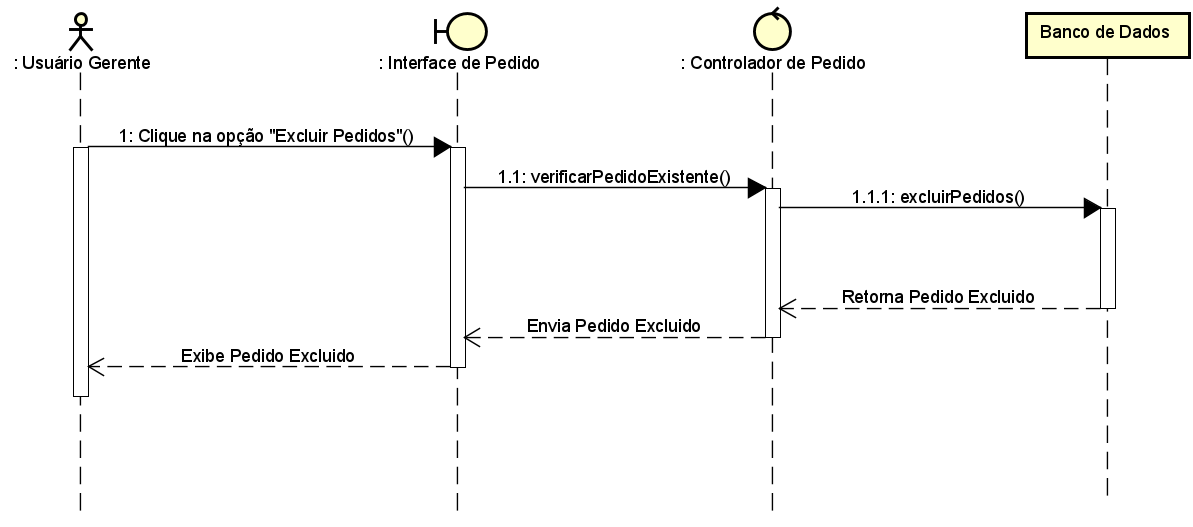 Banco de Dados
: Usuário Gerente
: Interface de Pedido
: Controlador de Pedido
1: Clique na opção "Excluir Pedidos"()
1.1: verificarPedidoExistente()
1.1.1: excluirPedidos()
Retorna Pedido Excluido
Envia Pedido Excluido
Exibe Pedido Excluido